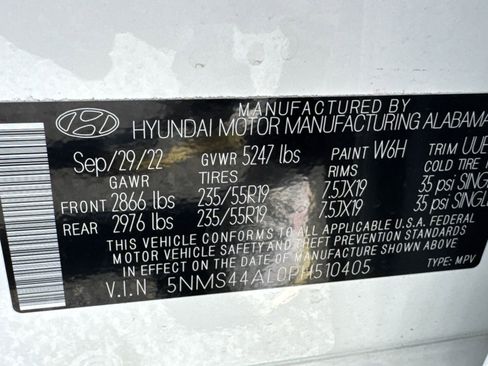 MANUFACTURED BY
HYUNDAI MOTOR MANUFACTURING ALABAMA
Sep/29/22 GVWR 5247 lbs PAINT W6H TRIM UUE
GAWR RIMS COLD TIRE
FRONT 2866 lbs 235/55R19 7.5JX19 35 psi SINGL
REAR 2976 lbs 235/55R19 7.5JX19 35 psi SINGLE
THIS VEHICLE CONFORMS TO ALL APPLICABLE U.S.A. FEDERAL
MOTOR VEHICLE SAFETY AND THEFT PREVENTION STANDARDS
IN EFFECT ON THE DATE OF MANUFACTURE SHOWN ABOVE.
V.I.N 5NMS44AL0PH510405 TYPE: MPV